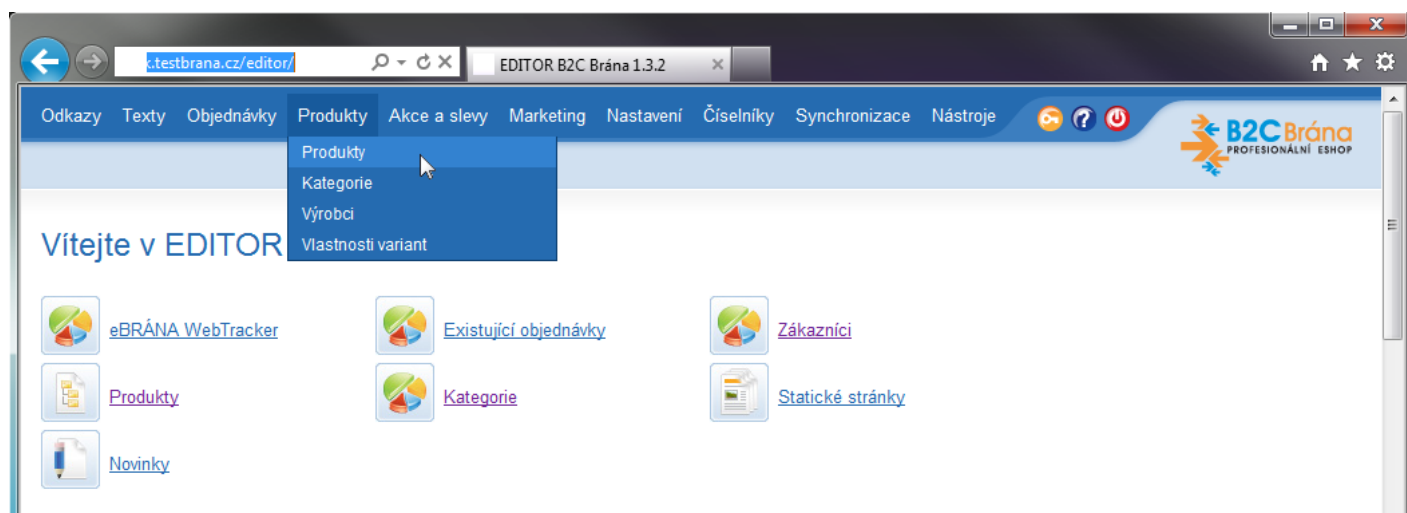 k.testbrana.cz/editor/ EDITOR B2C Brána 1.3.2
Odkazy Texty Objednávky Produkty Akce a slevy Marketing Nastavení Číselníky Synchronizace Nástroje
B2C Brána
PROFESIONÁLNÍ ESHOP
Produkty
Kategorie
Výrobci
Vlastnosti variant
Vítejte v EDITOR
eBRÁNA WebTracker Existující objednávky Zákazníci
Produkty Kategorie Statické stránky
Novinky